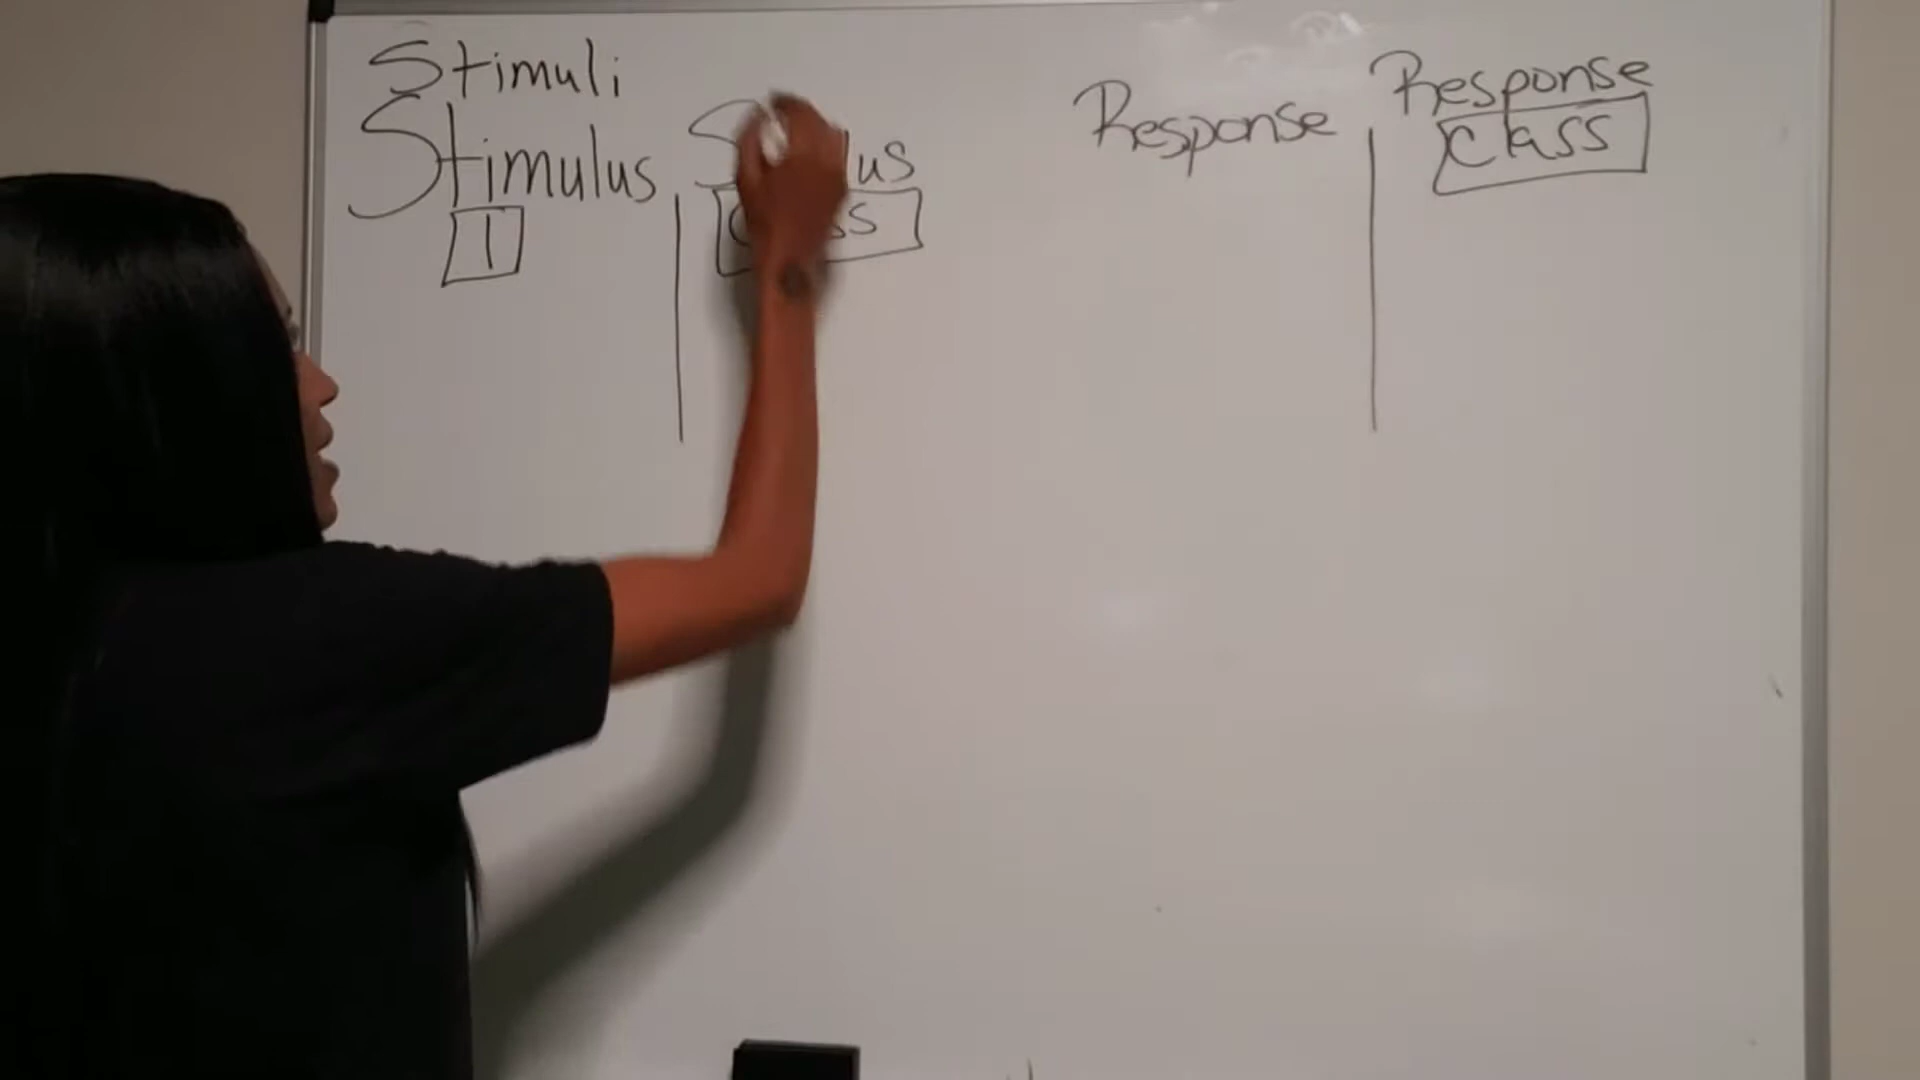 Stimuli
Stimulus
1
Response
Response
class